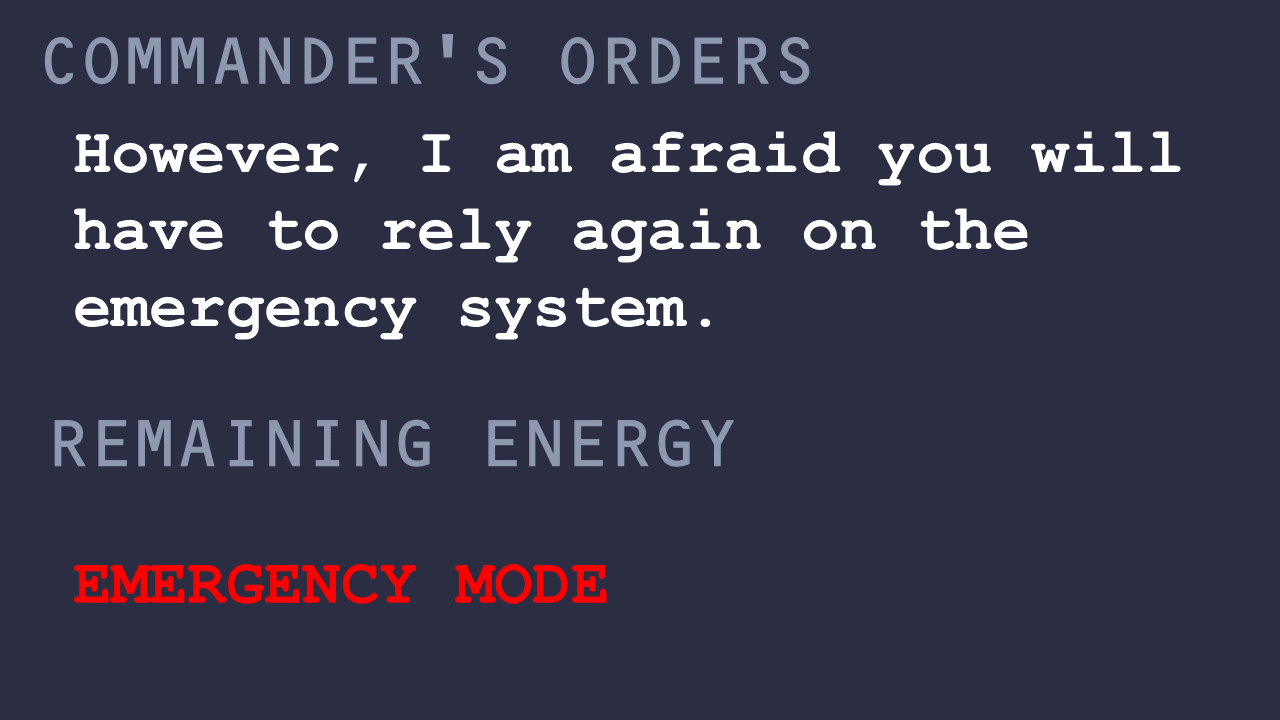 COMMANDER'S ORDERS
However, I am afraid you will
have to rely again on the
emergency system.
REMAINING ENERGY
EMERGENCY MODE